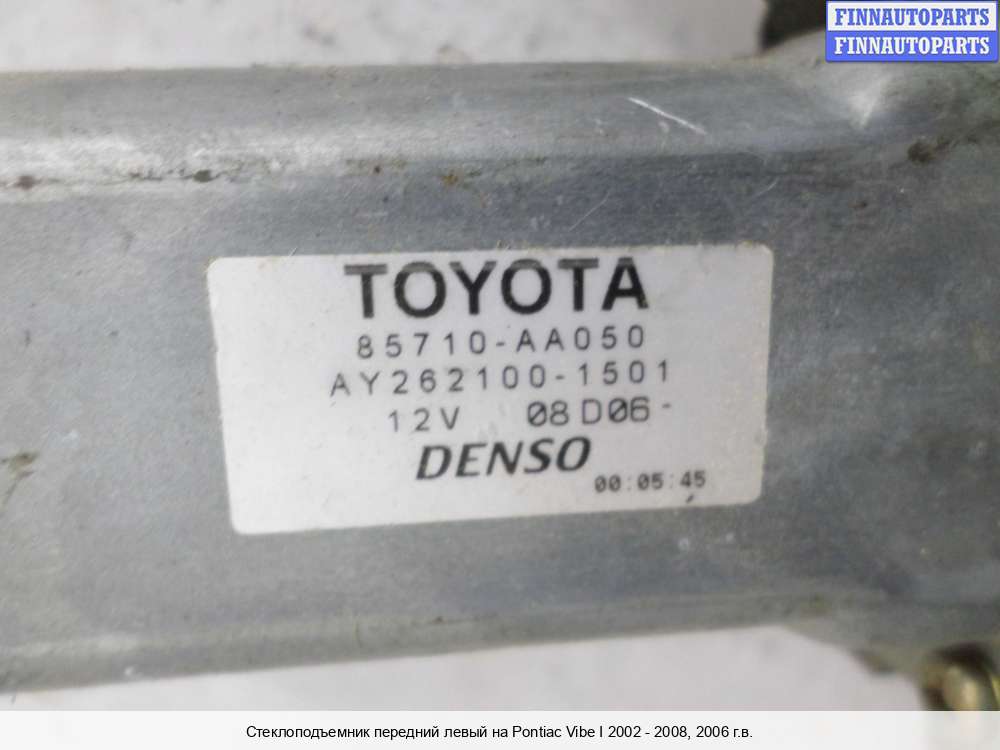 FINNAUTOPARTS
FINNAUTOPARTS
TOYOTA
85710-AA050
AY262100-1501
12V 08D06-
DENSO
00:05:45
Стеклоподъемник передний левый на Pontiac Vibe I 2002 - 2008, 2006 г.в.